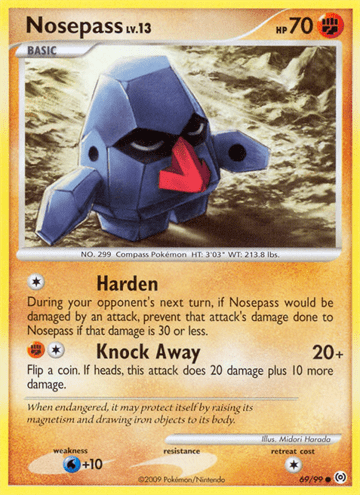 Nosepass LV.13 HP 70
BASIC
NO. 299 Compass Pokémon HT: 3'03" WT: 213.8 lbs.
Harden
During your opponent's next turn, if Nosepass would be
damaged by an attack, prevent that attack's damage done to
Nosepass if that damage is 30 or less.
Knock Away 20+
Flip a coin. If heads, this attack does 20 damage plus 10 more
damage.
When endangered, it may protect itself by raising its
magnetism and drawing iron objects to its body.
Illus. Midori Harada
weakness resistance retreat cost
+10
©2009 Pokémon/Nintendo 69/99